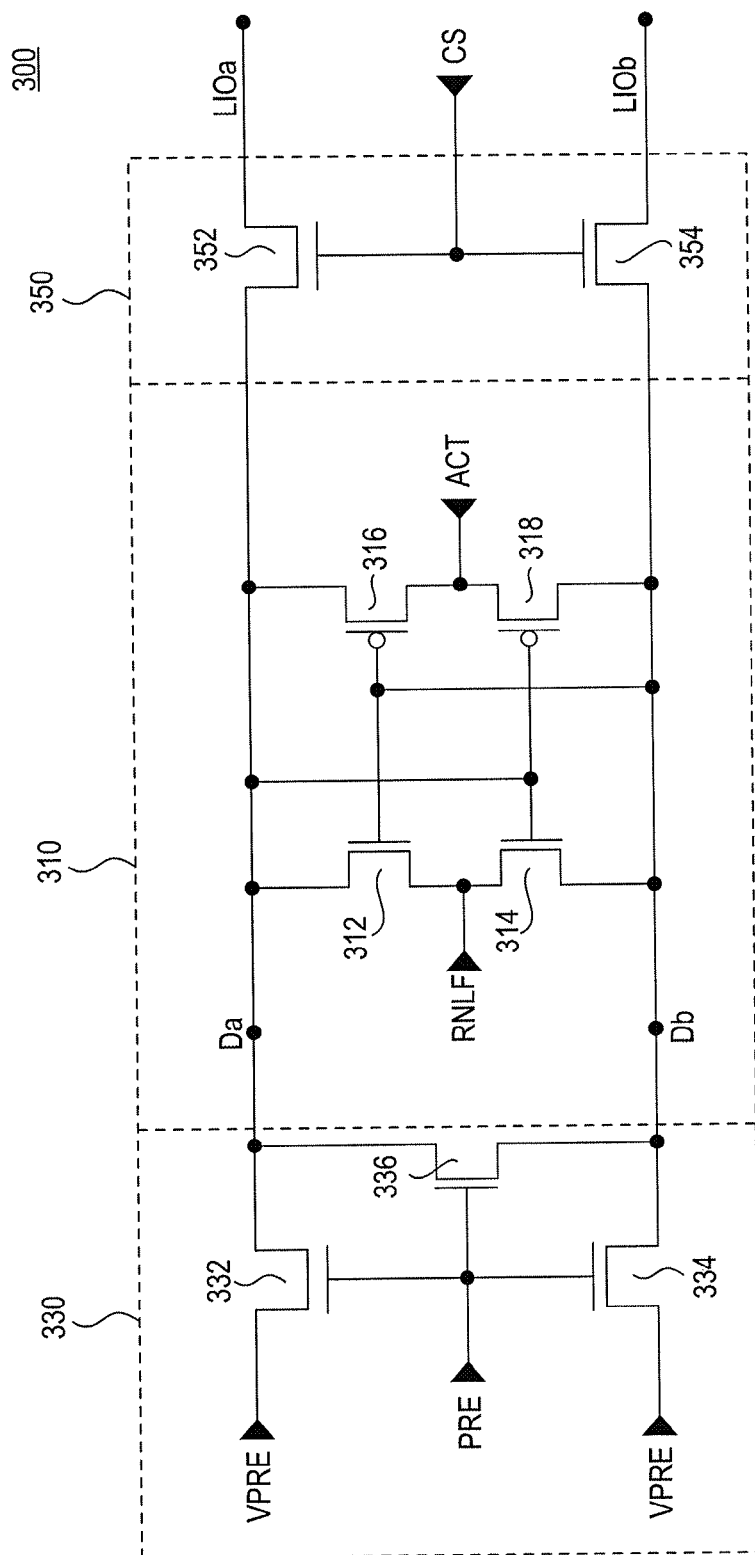 300
330
310
350
VPRE
332
Da
312
316
352
LIOa
PRE
336
RNLF
ACT
CS
VPRE
334
Db
314
318
354
LIOb